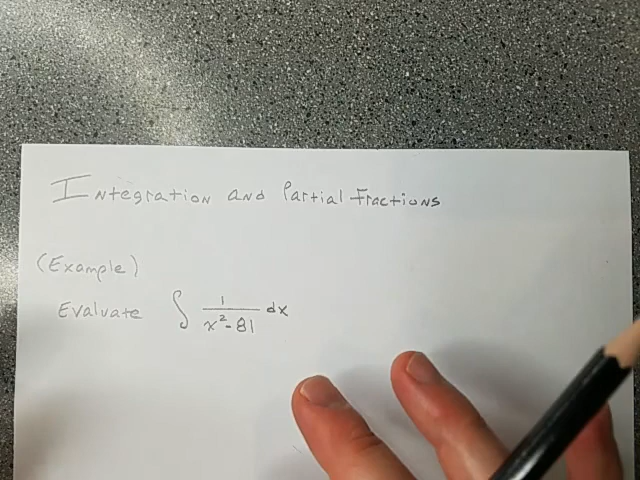 Integration and Partial Fractions
(Example)
Evaluate ∫ 1/(x²-81) dx